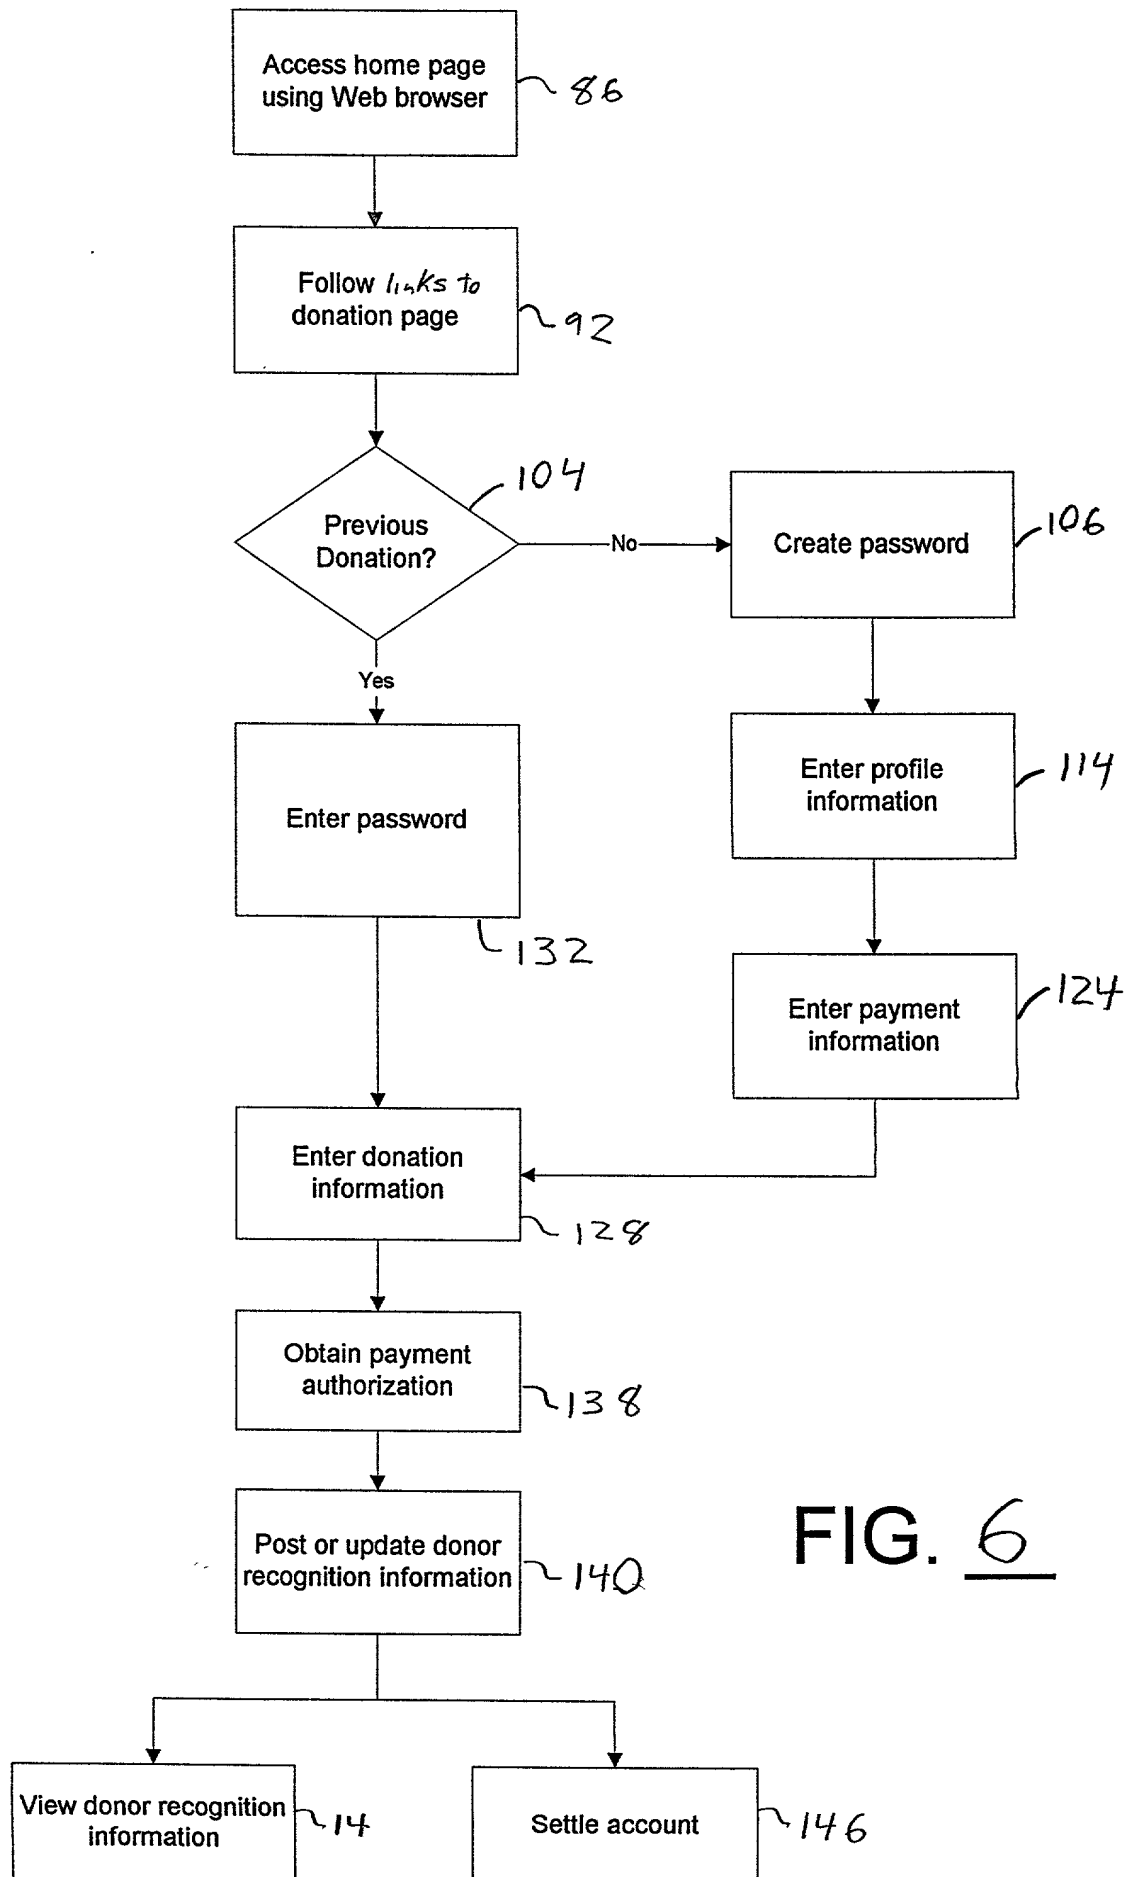 Access home page
using Web browser
86
Follow links to
donation page
92
104
Previous
Donation?
No
Create password
106
Yes
Enter profile
information
114
Enter password
132
Enter payment
information
124
Enter donation
information
128
Obtain payment
authorization
138
Post or update donor
recognition information
140
FIG. 6
View donor recognition
information
14
Settle account
146